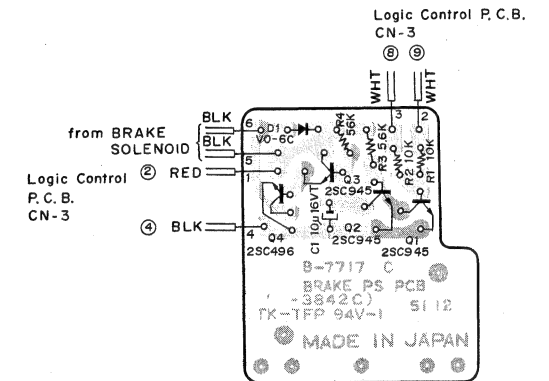 Logic Control P.C.B.
CN-3
⑧ ⑨
WHT
WHT
3 2
BLK
6
D1
V0-6C
R4
56K
from BRAKE
SOLENOID
BLK
5
R3 5.6K
R2 10K
R1 10K
② RED
1
Q3
2SC945
Logic Control
P.C.B.
CN-3
④ BLK
4
Q4
2SC496
C1 10μ16VT
Q2
2SC945
Q1
2SC945
B-7717 C
BRAKE PS PCB
-3842C)
51 12
TK-TFP 94V-1
MADE IN JAPAN